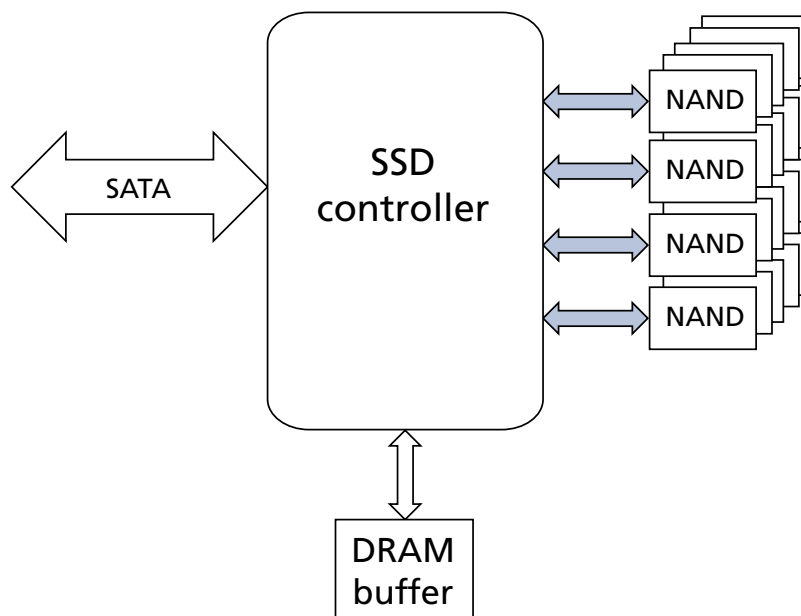 SATA
SSD
controller
NAND
NAND
NAND
NAND
DRAM
buffer